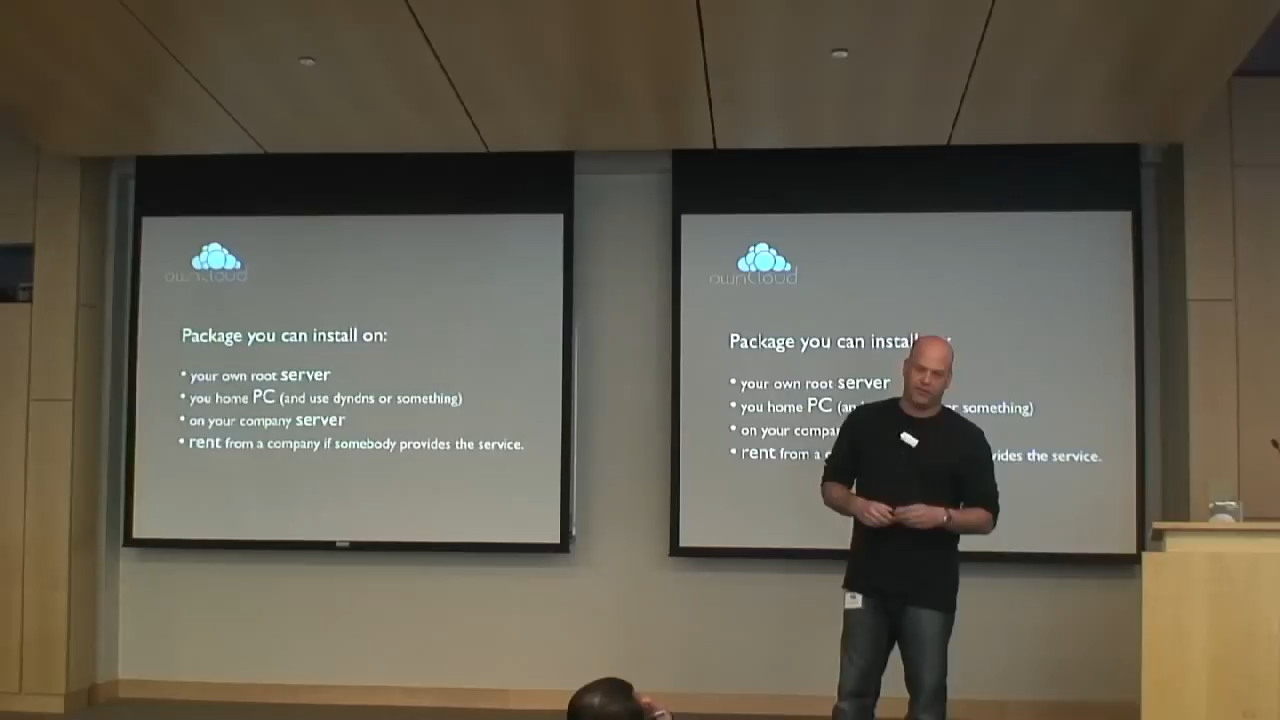 ownCloud
Package you can install on:
• your own root server
• you home PC (and use dyndns or something)
• on your company server
• rent from a company if somebody provides the service.
ownCloud
Package you can instal
• your own root server
• you home PC (an or something)
• on your compan
• rent from a vides the service.